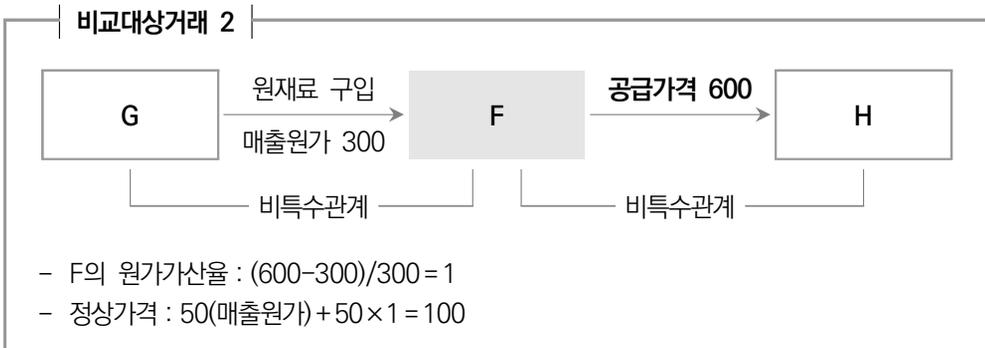 비교대상거래 2
원재료 구입
공급가격 600
G
F
H
매출원가 300
비특수관계
비특수관계
- F의 원가가산율 : (600-300)/300=1
- 정상가격 : 50(매출원가)+50×1=100